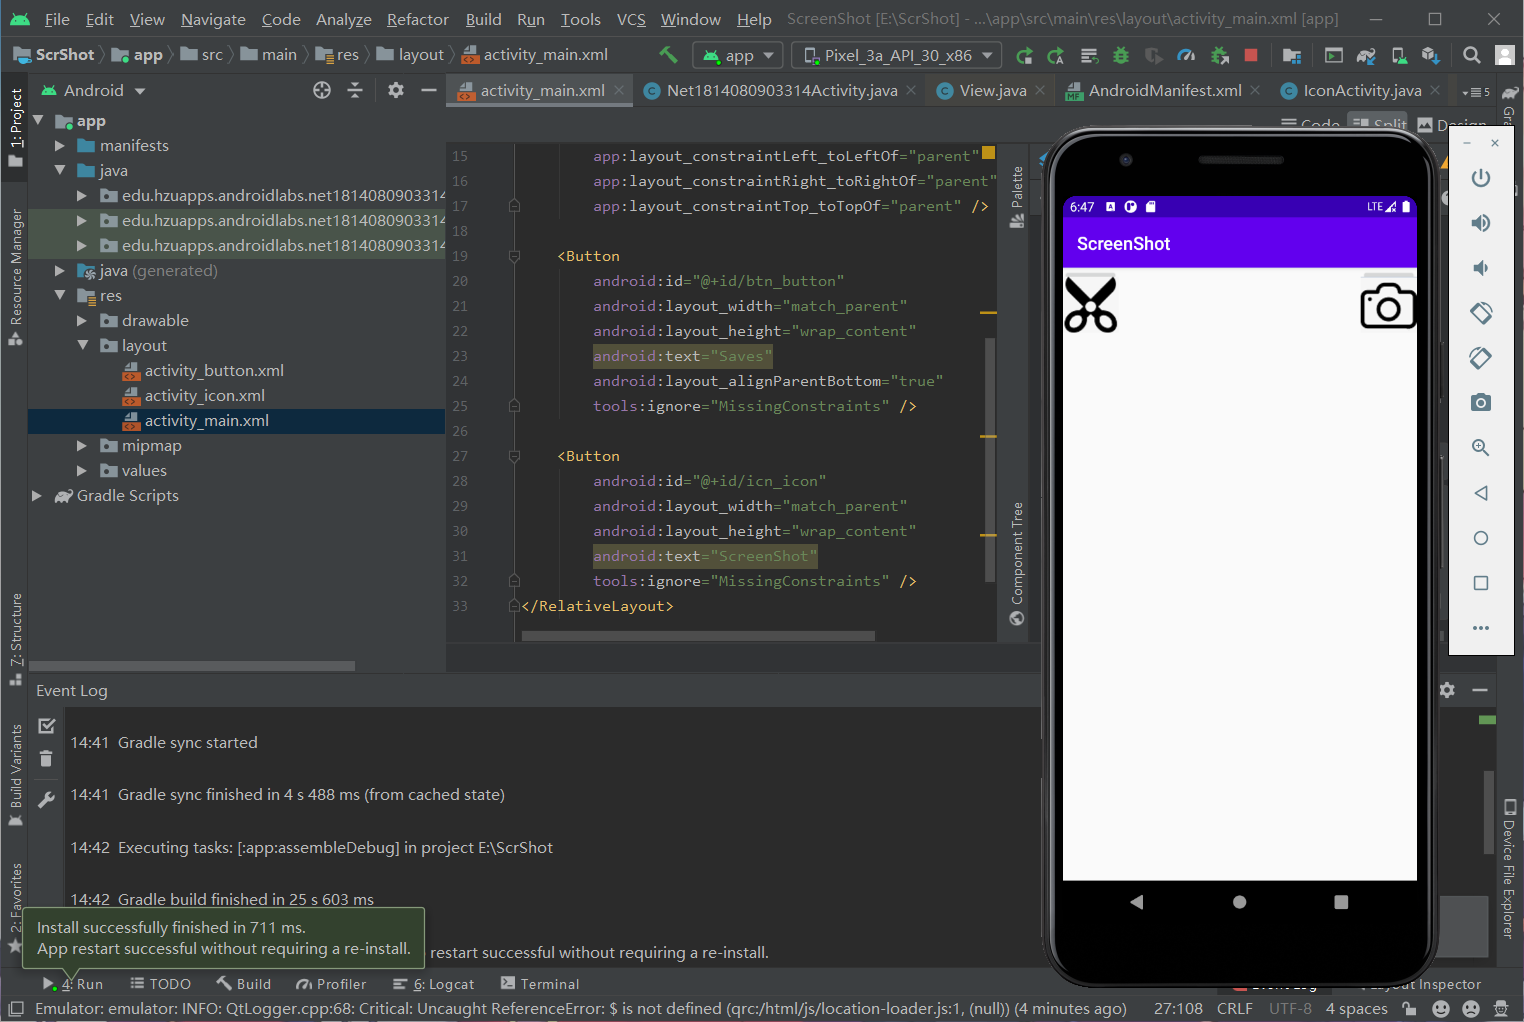 File Edit View Navigate Code Analyze Refactor Build Run Tools VCS Window Help ScreenShot [E:\ScrShot] - ...\app\src\main\res\layout\activity_main.xml [app]
ScrShot app src main res layout activity_main.xml app Pixel_3a_API_30_x86
Android
activity_main.xml Net1814080903314Activity.java View.java AndroidManifest.xml IconActivity.java 5
Code Split Design
1: Project
Resource Manager
7: Structure
Build Variants
2: Favorites
app
manifests
java
edu.hzuapps.androidlabs.net1814080903314
edu.hzuapps.androidlabs.net1814080903314
edu.hzuapps.androidlabs.net1814080903314
java (generated)
res
drawable
layout
activity_button.xml
activity_icon.xml
activity_main.xml
mipmap
values
Gradle Scripts
15 app:layout_constraintLeft_toLeftOf="parent"
16 app:layout_constraintRight_toRightOf="parent"
17 app:layout_constraintTop_toTopOf="parent" />
18
19 <Button
20 android:id="@+id/btn_button"
21 android:layout_width="match_parent"
22 android:layout_height="wrap_content"
23 android:text="Saves"
24 android:layout_alignParentBottom="true"
25 tools:ignore="MissingConstraints" />
26
27 <Button
28 android:id="@+id/icn_icon"
29 android:layout_width="match_parent"
30 android:layout_height="wrap_content"
31 android:text="ScreenShot"
32 tools:ignore="MissingConstraints" />
33 </RelativeLayout>
Palette
Component Tree
6:47 LTE
ScreenShot
Event Log
14:41 Gradle sync started
14:41 Gradle sync finished in 4 s 488 ms (from cached state)
14:42 Executing tasks: [:app:assembleDebug] in project E:\ScrShot
14:42 Gradle build finished in 25 s 603 ms
Install successfully finished in 711 ms.
App restart successful without requiring a re-install.
restart successful without requiring a re-install.
Device File Explorer
4: Run TODO Build Profiler 6: Logcat Terminal Event Log Layout Inspector
Emulator: emulator: INFO: QtLogger.cpp:68: Critical: Uncaught ReferenceError: $ is not defined (qrc:/html/js/location-loader.js:1, (null)) (4 minutes ago) 27:108 CRLF UTF-8 4 spaces